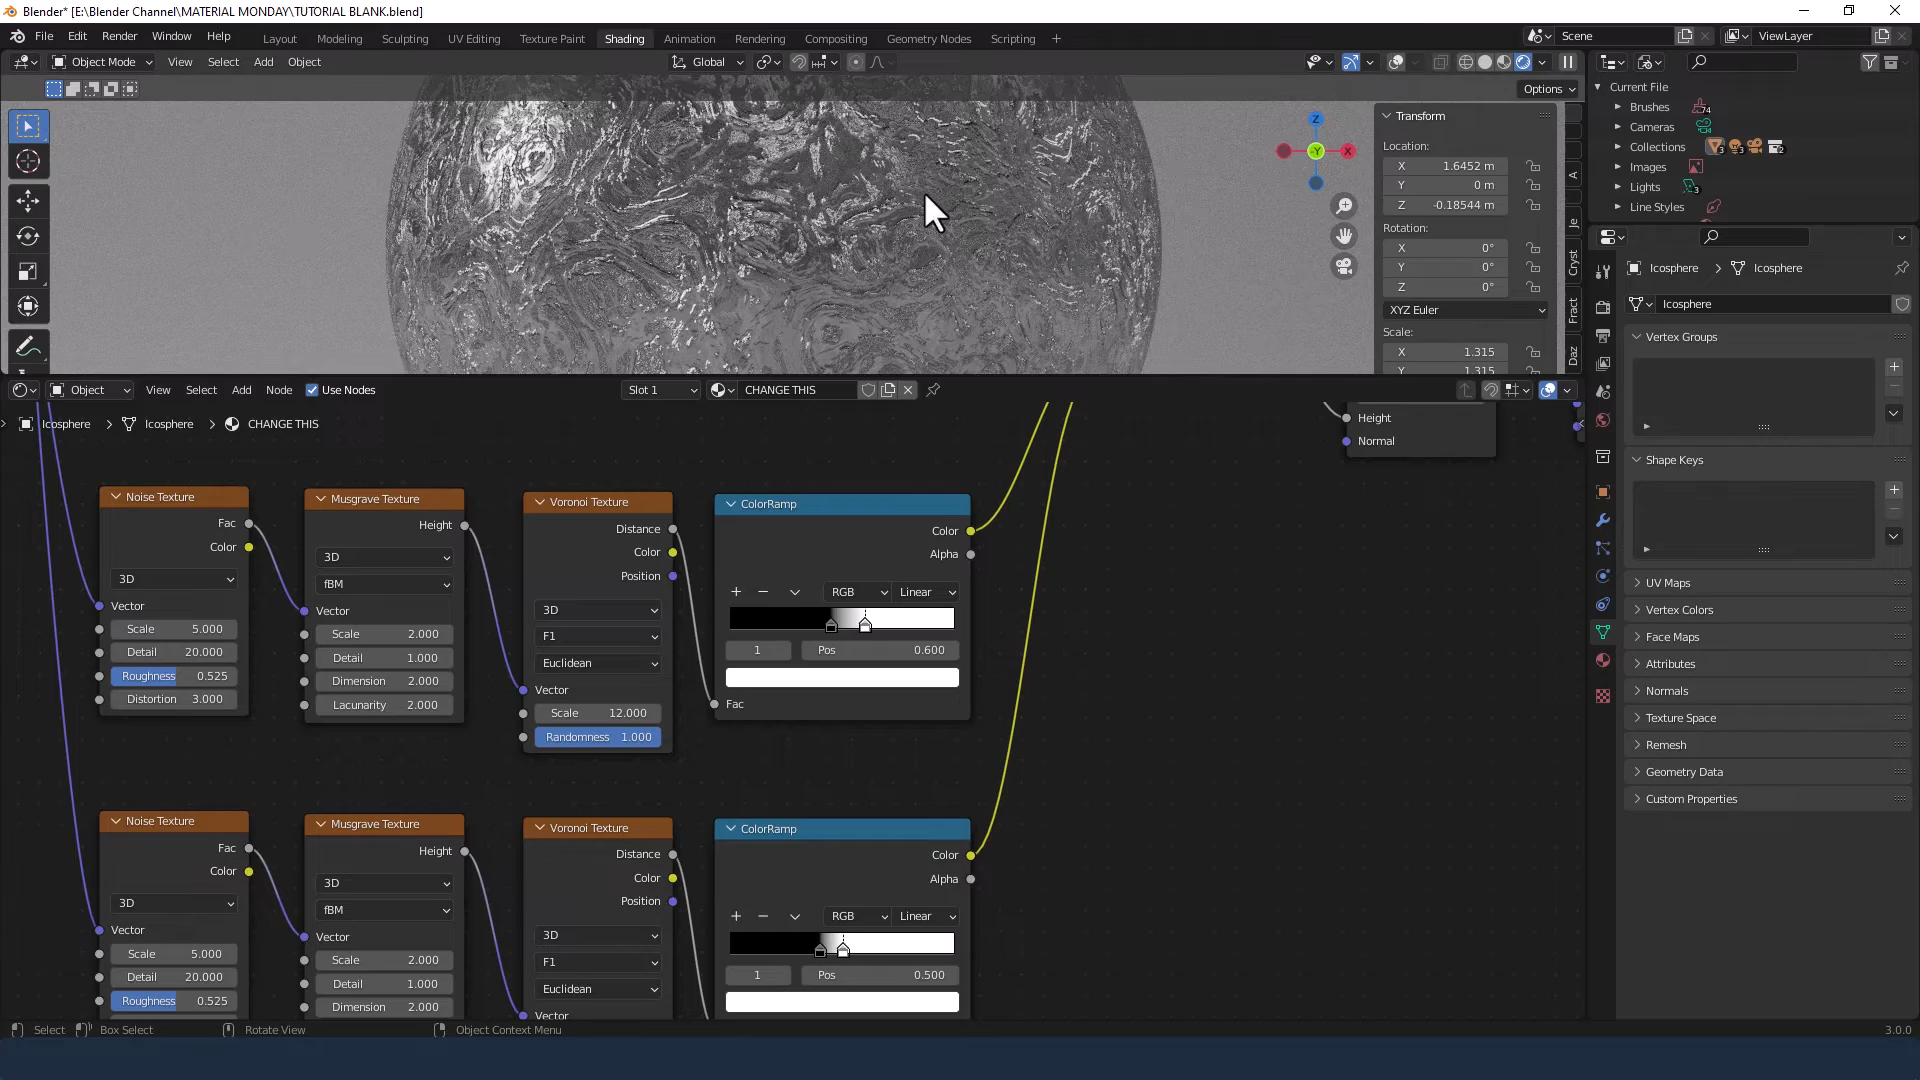 Blender* [E:\Blender Channel\MATERIAL MONDAY\TUTORIAL BLANK.blend]
File Edit Render Window Help Layout Modeling Sculpting UV Editing Texture Paint Shading Animation Rendering Compositing Geometry Nodes Scripting + Scene ViewLayer
Object Mode View Select Add Object Global
Options
Current File
Brushes 74
Cameras
Collections 3 3 2
Images
Lights 3
Line Styles
Transform
Location:
X 1.6452 m
Y 0 m
Z -0.18544 m
Rotation:
X 0°
Y 0°
Z 0°
XYZ Euler
Scale:
X 1.315
Y 1.315
Z
Y
X
A
Je
Cryst
Fract
Daz
Object View Select Add Node Use Nodes Slot 1 CHANGE THIS
Icosphere > Icosphere > CHANGE THIS
Height
Normal
Noise Texture
Fac
Color
3D
Vector
Scale 5.000
Detail 20.000
Roughness 0.525
Distortion 3.000
Musgrave Texture
Height
3D
fBM
Vector
Scale 2.000
Detail 1.000
Dimension 2.000
Lacunarity 2.000
Voronoi Texture
Distance
Color
Position
3D
F1
Euclidean
Vector
Scale 12.000
Randomness 1.000
ColorRamp
Color
Alpha
+ − RGB Linear
1 Pos 0.600
Fac
Noise Texture
Fac
Color
3D
Vector
Scale 5.000
Detail 20.000
Roughness 0.525
Musgrave Texture
Height
3D
fBM
Vector
Scale 2.000
Detail 1.000
Dimension 2.000
Voronoi Texture
Distance
Color
Position
3D
F1
Euclidean
Vector
ColorRamp
Color
Alpha
+ − RGB Linear
1 Pos 0.500
Icosphere > Icosphere
Icosphere
Vertex Groups
Shape Keys
UV Maps
Vertex Colors
Face Maps
Attributes
Normals
Texture Space
Remesh
Geometry Data
Custom Properties
Select Box Select Rotate View Object Context Menu 3.0.0